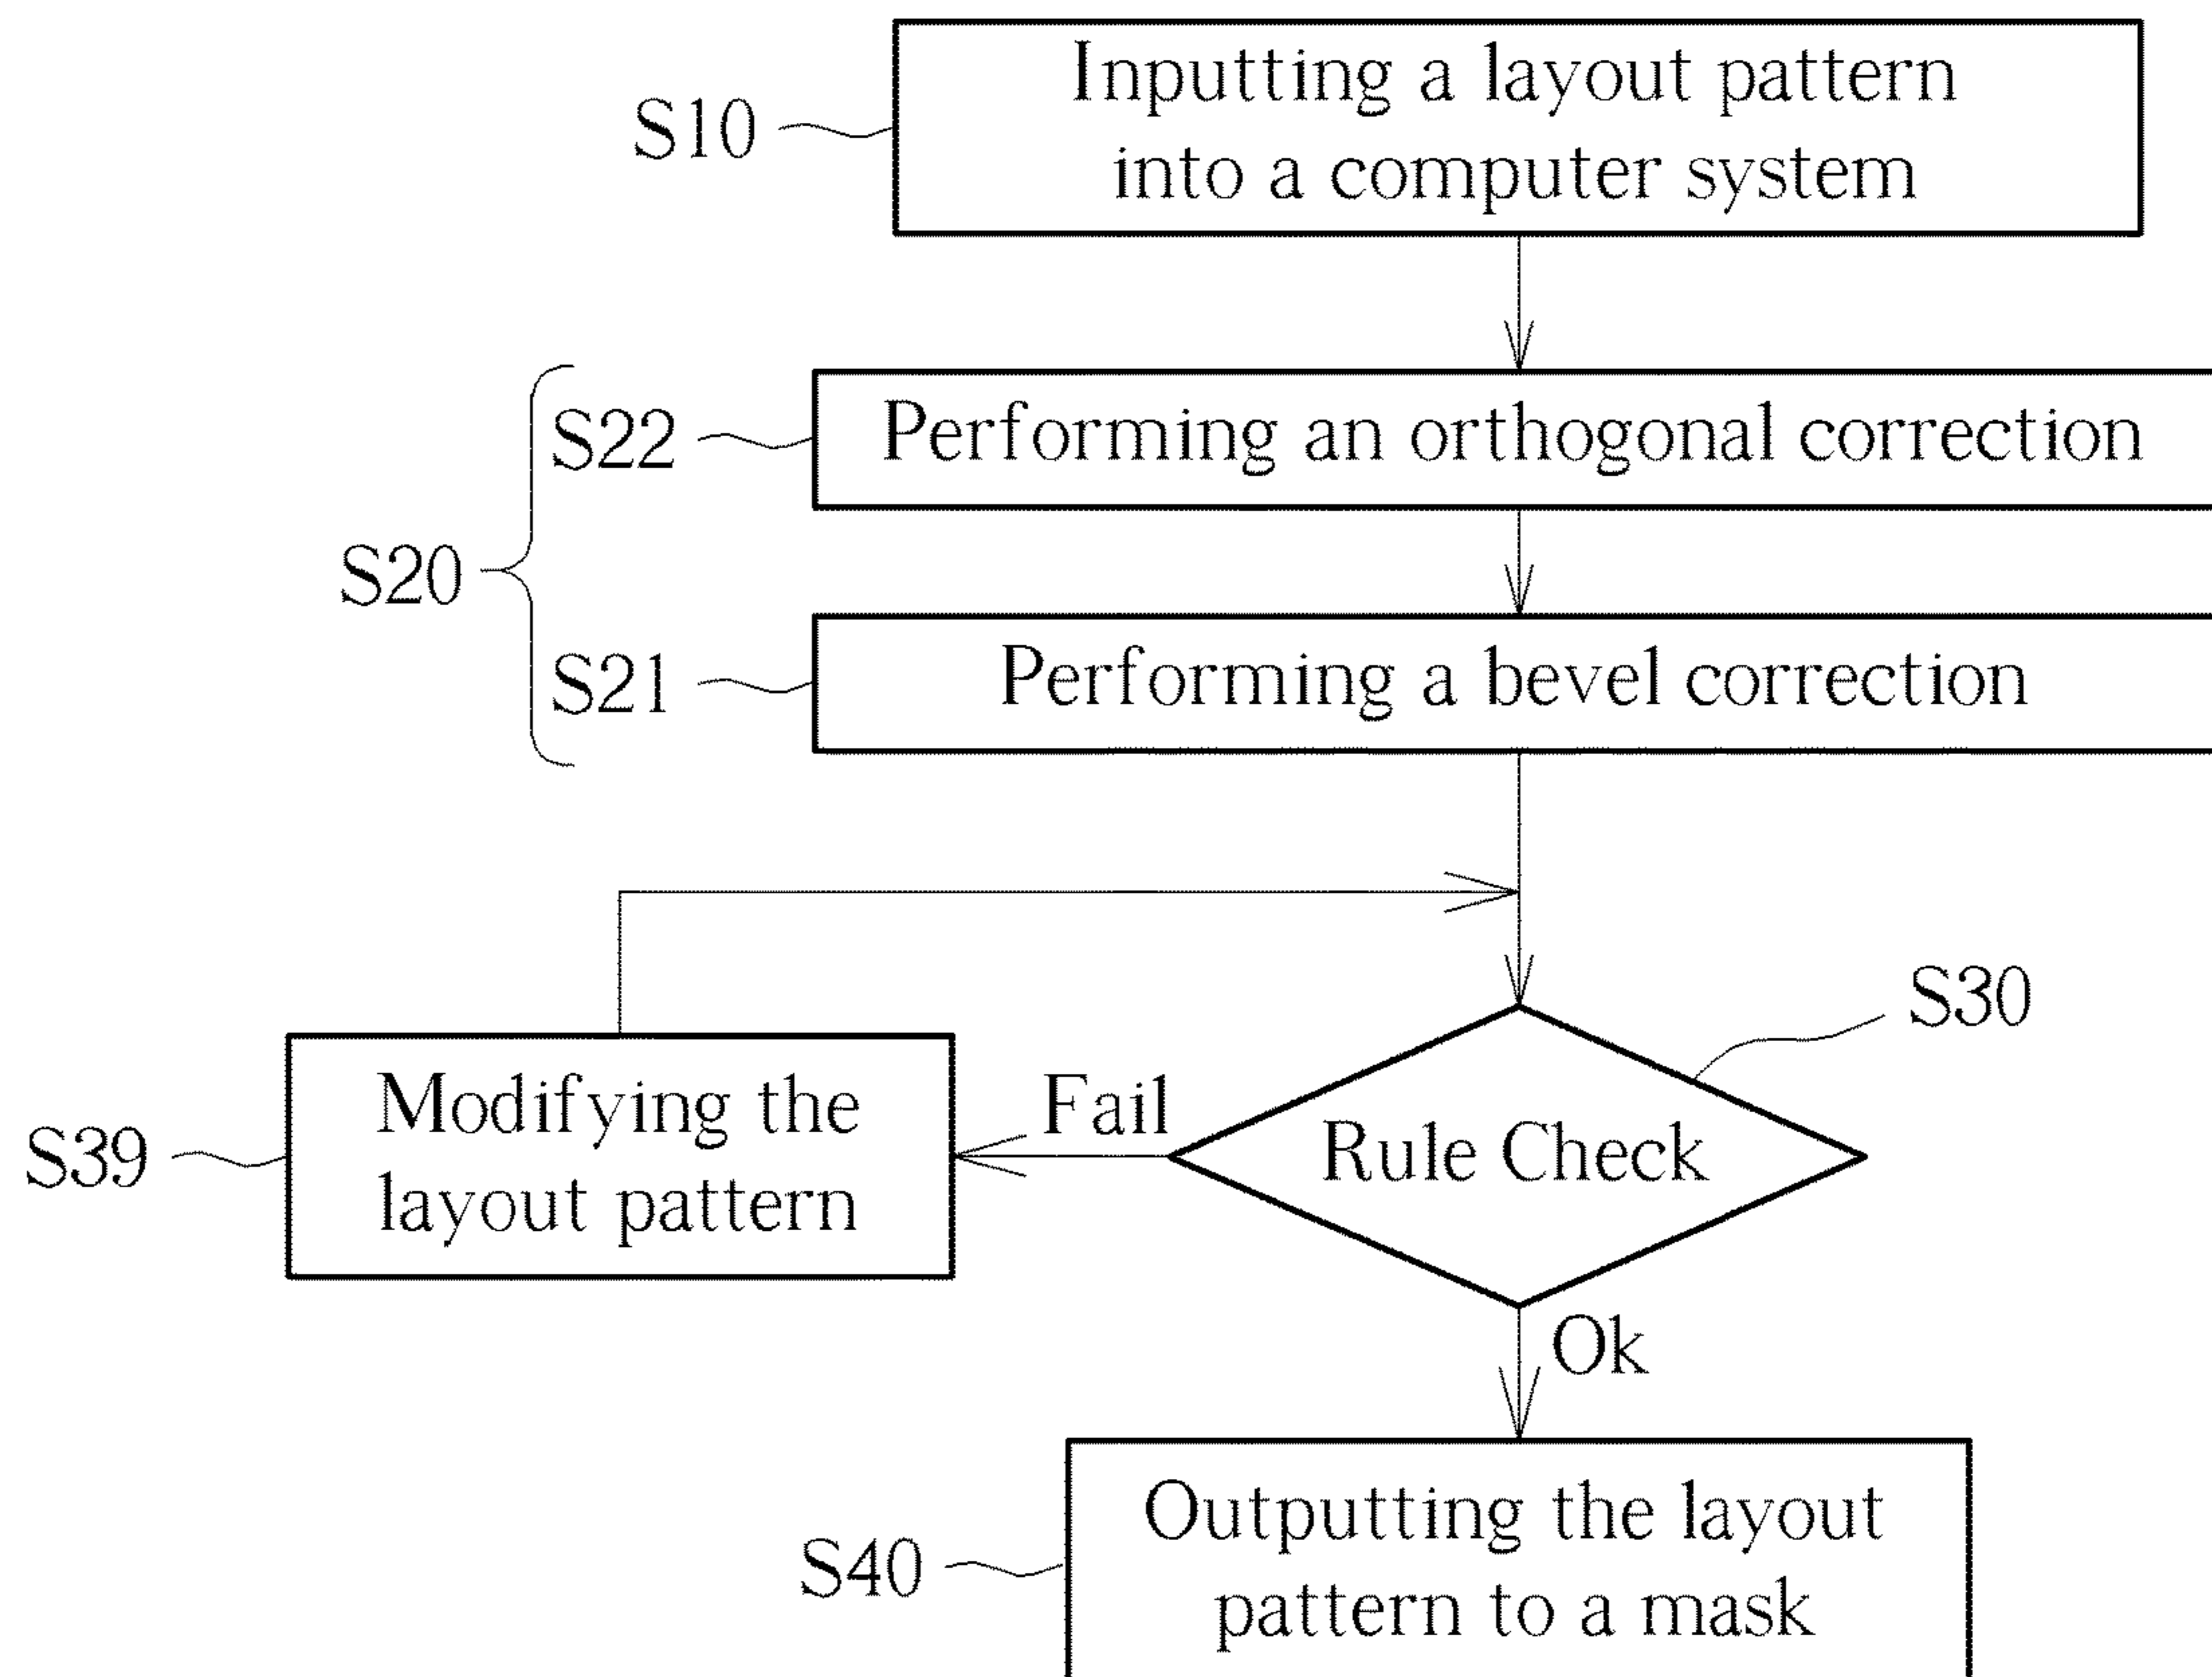 S10
Inputting a layout pattern
into a computer system
S20
S22
Performing an orthogonal correction
S21
Performing a bevel correction
S30
S39
Modifying the
layout pattern
Fail
Rule Check
Ok
S40
Outputting the layout
pattern to a mask